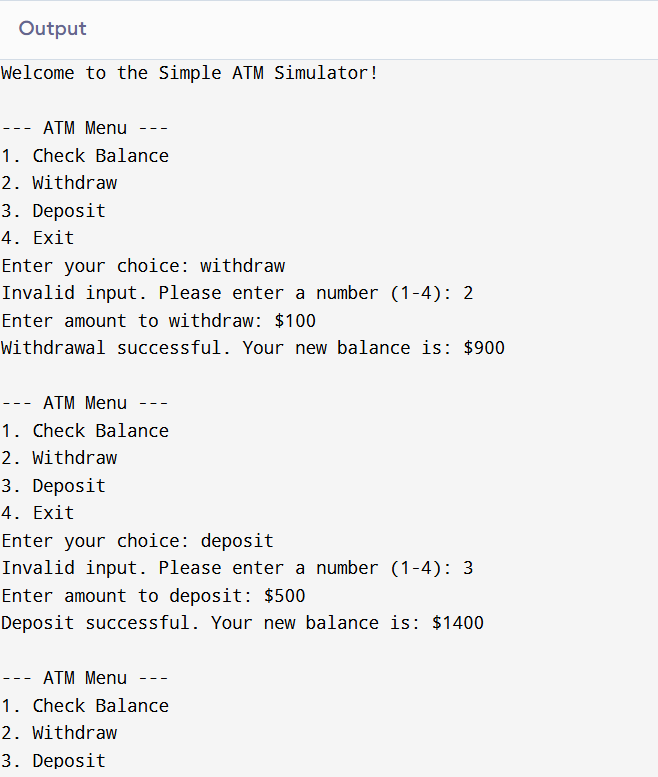 Output
Welcome to the Simple ATM Simulator!
--- ATM Menu ---
1. Check Balance
2. Withdraw
3. Deposit
4. Exit
Enter your choice: withdraw
Invalid input. Please enter a number (1-4): 2
Enter amount to withdraw: $100
Withdrawal successful. Your new balance is: $900
--- ATM Menu ---
1. Check Balance
2. Withdraw
3. Deposit
4. Exit
Enter your choice: deposit
Invalid input. Please enter a number (1-4): 3
Enter amount to deposit: $500
Deposit successful. Your new balance is: $1400
--- ATM Menu ---
1. Check Balance
2. Withdraw
3. Deposit